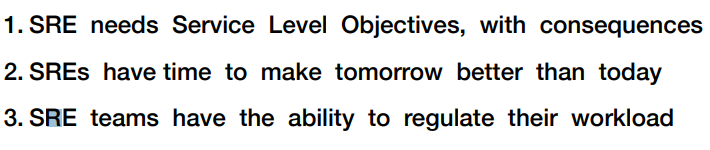 1. SRE needs Service Level Objectives, with consequences
2. SREs have time to make tomorrow better than today
3. SRE teams have the ability to regulate their workload